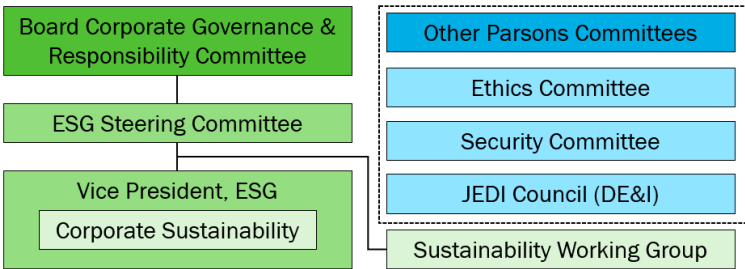 Board Corporate Governance &
Responsibility Committee
ESG Steering Committee
Vice President, ESG
Corporate Sustainability
Other Parsons Committees
Ethics Committee
Security Committee
JEDI Council (DE&I)
Sustainability Working Group